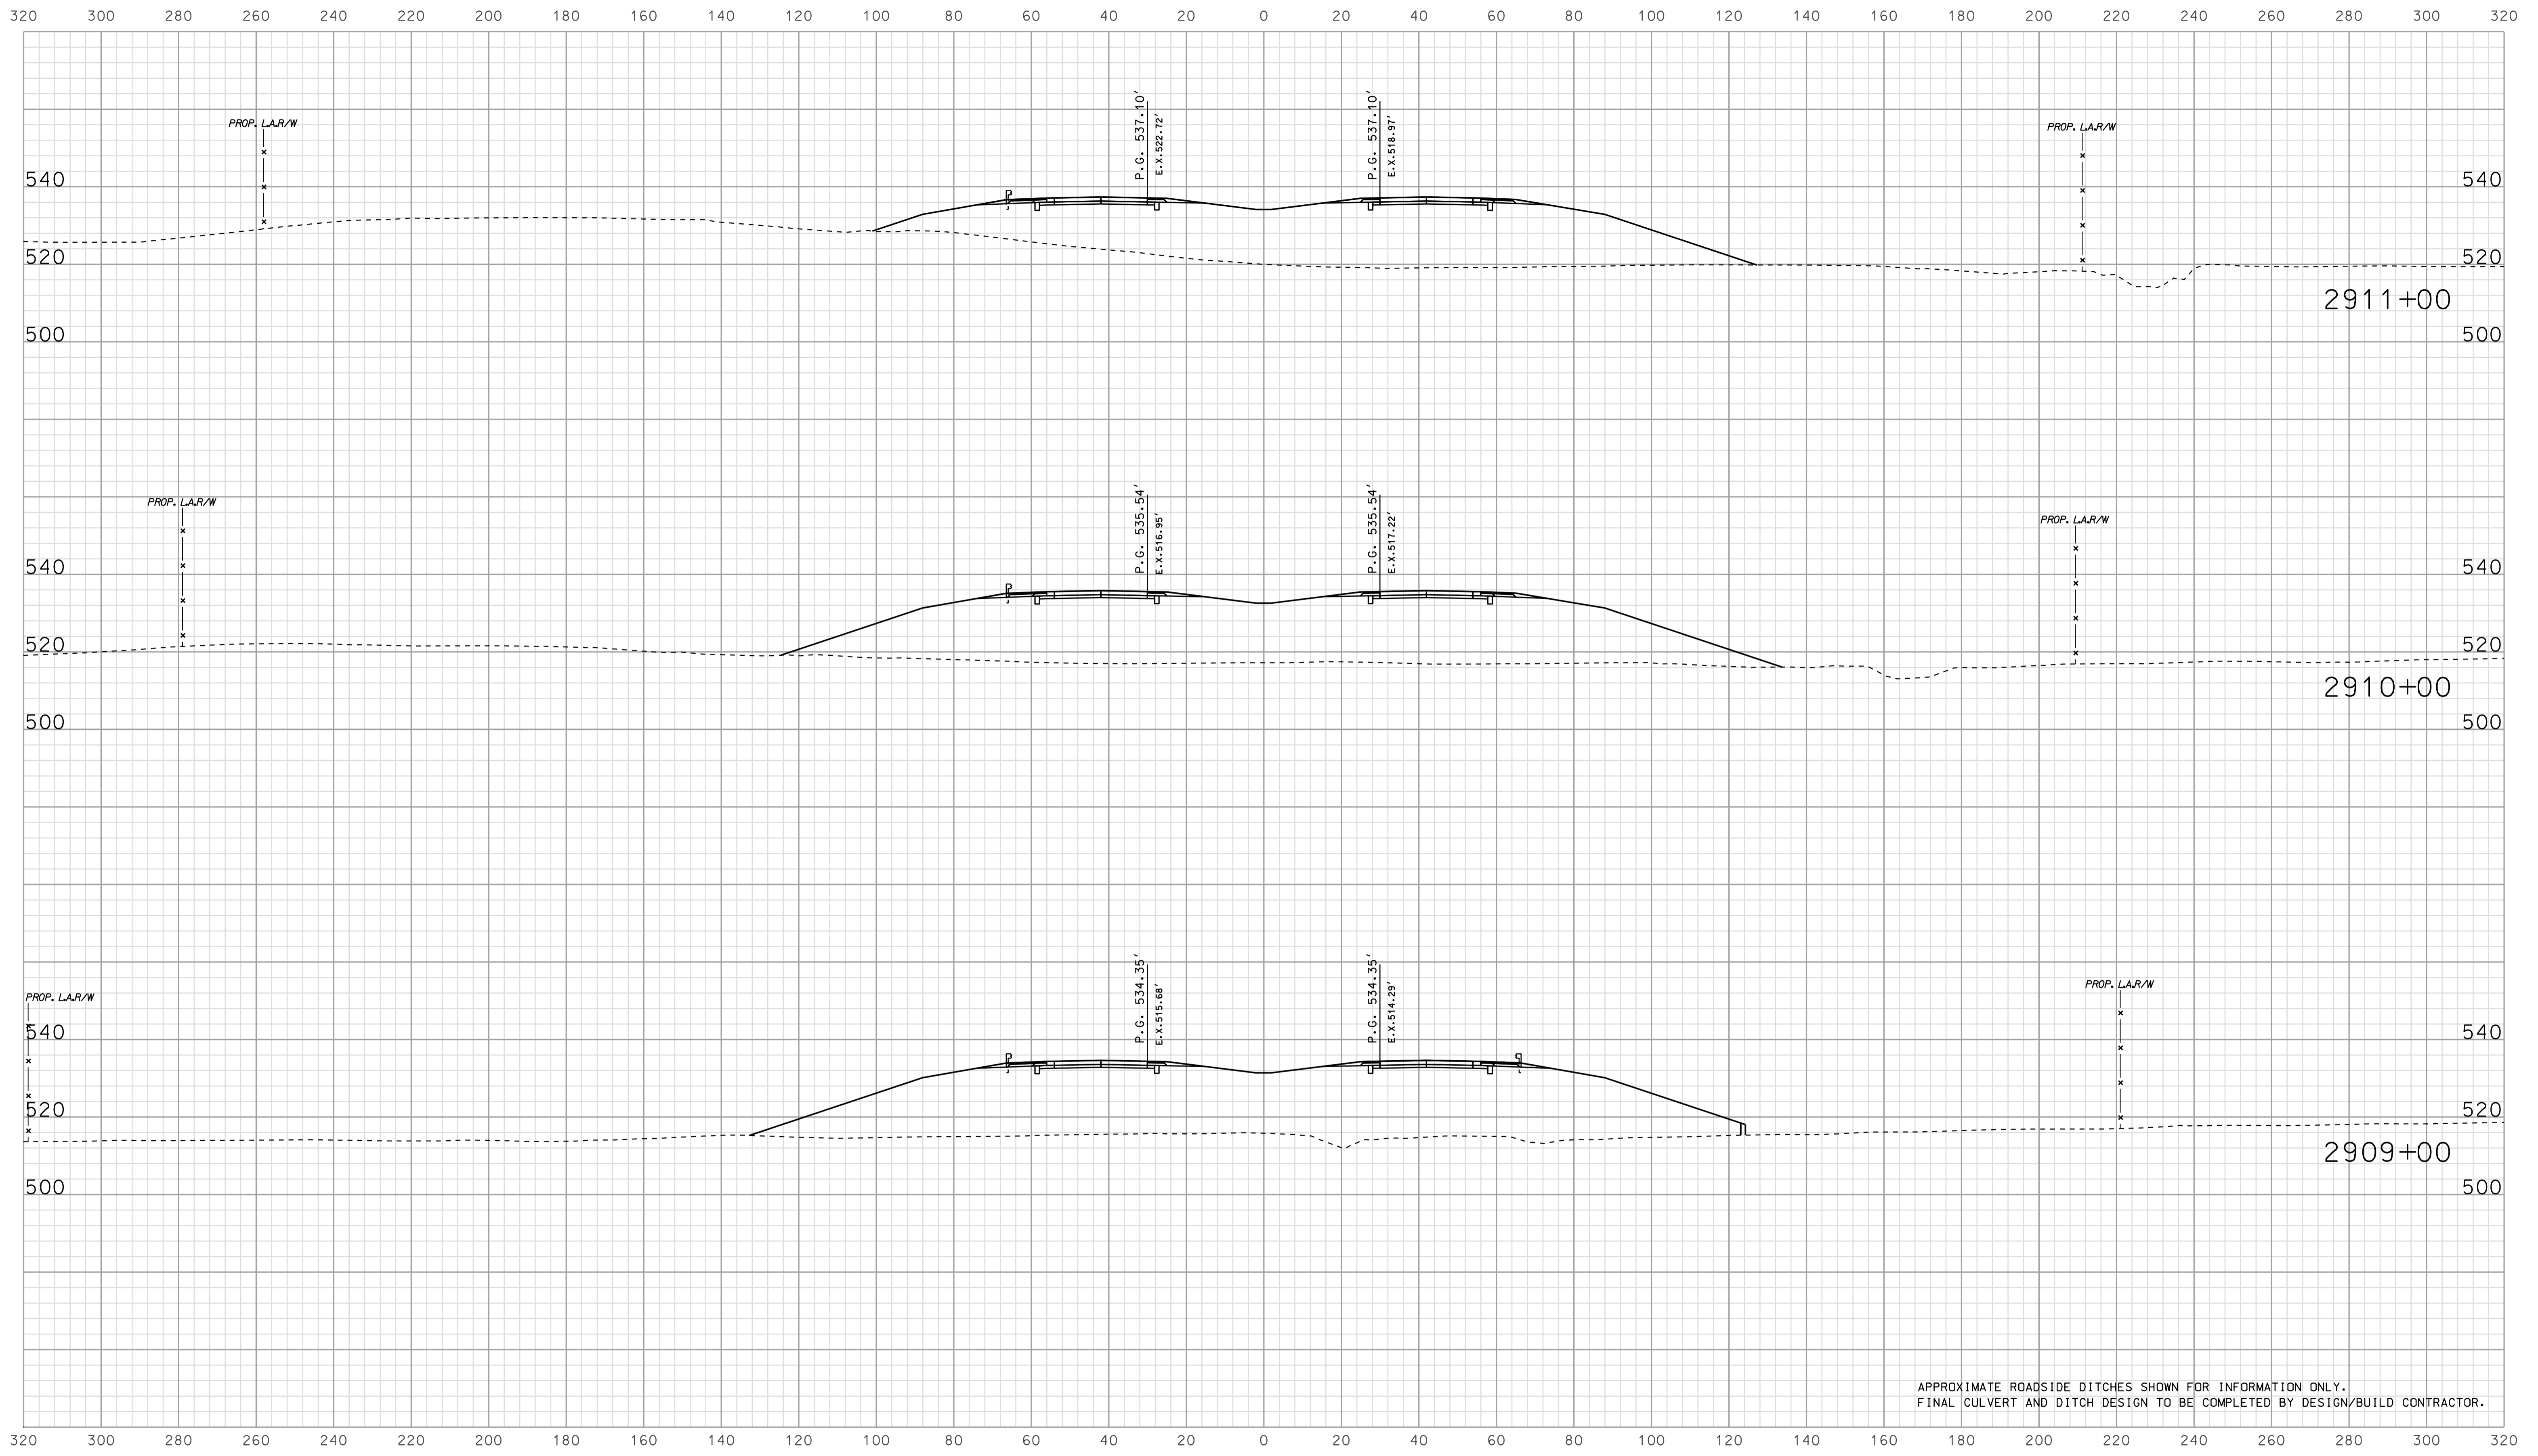 320 300 280 260 240 220 200 180 160 140 120 100 80 60 40 20 0 20 40 60 80 100 120 140 160 180 200 220 240 260 280 300 320
P.G. 537.10'
E.X.522.72'
P.G. 537.10'
E.X.518.97'
PROP. L.A.R/W
PROP. L.A.R/W
540 540
520 520
2911+00
500 500
P.G. 535.54'
E.X.516.95'
P.G. 535.54'
E.X.517.22'
PROP. L.A.R/W
PROP. L.A.R/W
540 540
520 520
2910+00
500 500
P.G. 534.35'
E.X.515.68'
P.G. 534.35'
E.X.514.29'
PROP. L.A.R/W
PROP. L.A.R/W
540 540
520 520
2909+00
500 500
APPROXIMATE ROADSIDE DITCHES SHOWN FOR INFORMATION ONLY.
FINAL CULVERT AND DITCH DESIGN TO BE COMPLETED BY DESIGN/BUILD CONTRACTOR.
320 300 280 260 240 220 200 180 160 140 120 100 80 60 40 20 0 20 40 60 80 100 120 140 160 180 200 220 240 260 280 300 320